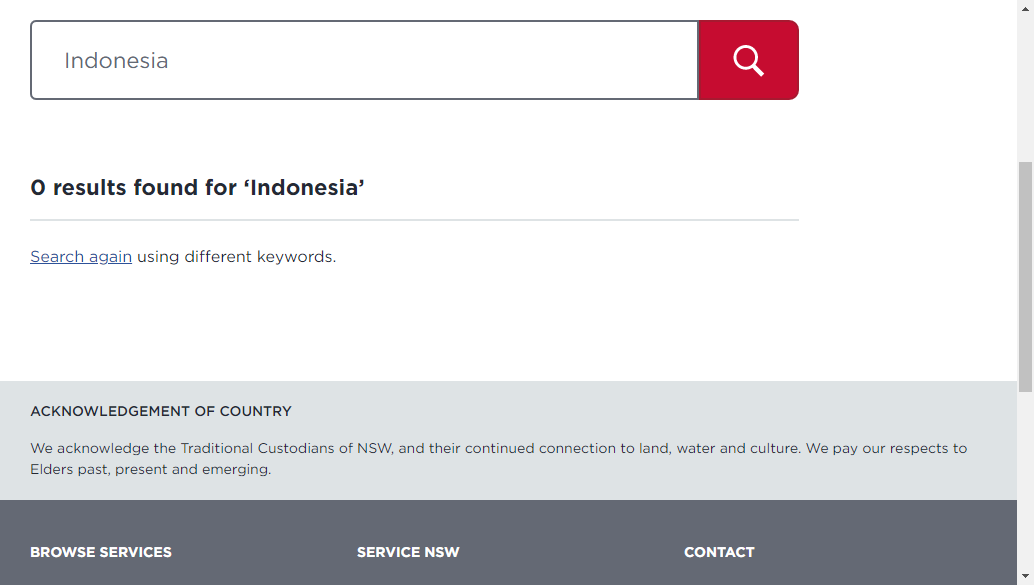 Indonesia
0 results found for ‘Indonesia’
Search again using different keywords.
ACKNOWLEDGEMENT OF COUNTRY
We acknowledge the Traditional Custodians of NSW, and their continued connection to land, water and culture. We pay our respects to
Elders past, present and emerging.
BROWSE SERVICES
SERVICE NSW
CONTACT